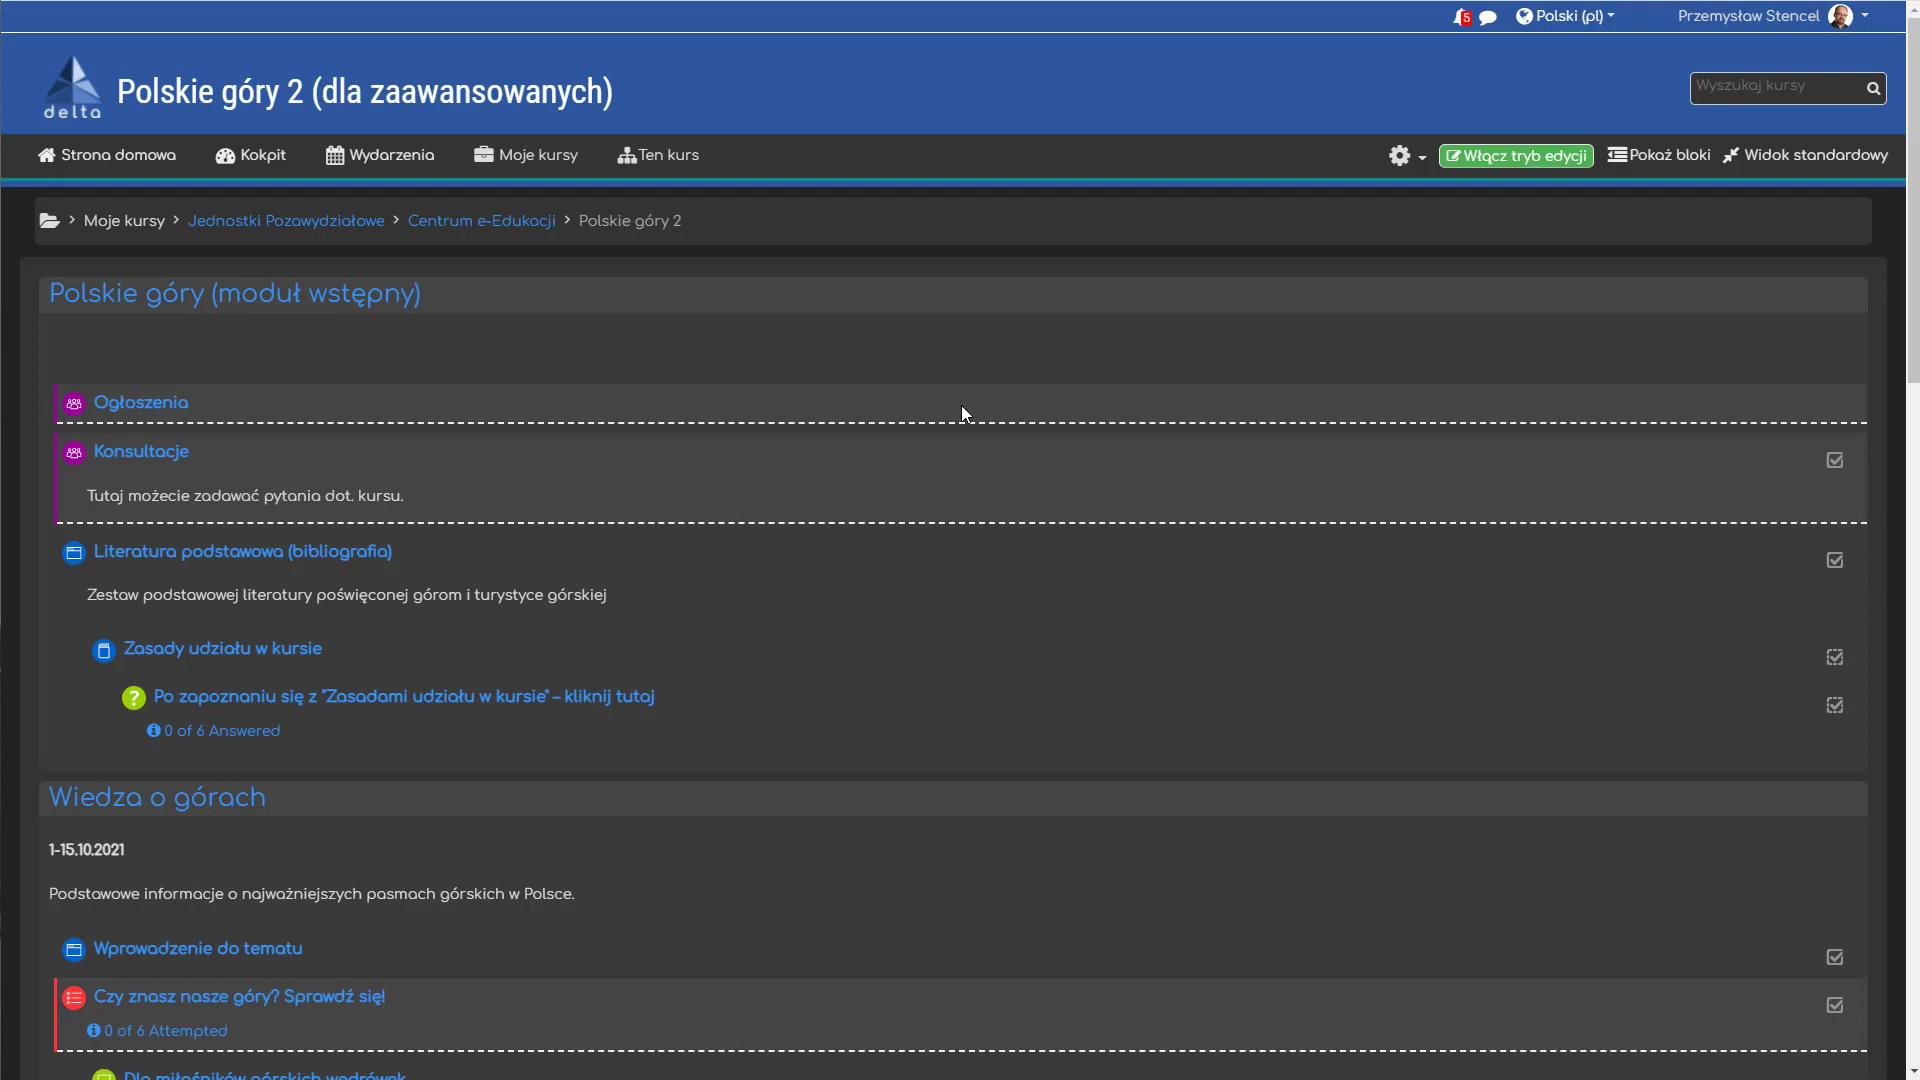 5
Polski (pl)
Przemysław Stencel
delta
Polskie góry 2 (dla zaawansowanych)
Wyszukaj kursy
Strona domowa
Kokpit
Wydarzenia
Moje kursy
Ten kurs
Włącz tryb edycji
Pokaż bloki
Widok standardowy
Moje kursy
Jednostki Pozawydziałowe
Centrum e-Edukacji
Polskie góry 2
Polskie góry (moduł wstępny)
Ogłoszenia
Konsultacje
Tutaj możecie zadawać pytania dot. kursu.
Literatura podstawowa (bibliografia)
Zestaw podstawowej literatury poświęconej górom i turystyce górskiej
Zasady udziału w kursie
Po zapoznaniu się z "Zasadami udziału w kursie" – kliknij tutaj
0 of 6 Answered
Wiedza o górach
1-15.10.2021
Podstawowe informacje o najważniejszych pasmach górskich w Polsce.
Wprowadzenie do tematu
Czy znasz nasze góry? Sprawdź się!
0 of 6 Attempted
Dla miłośników górskich wędrówek